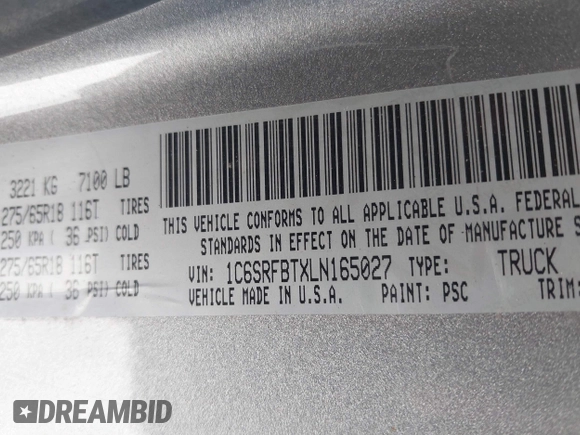 3221 KG 7100 LB
275/65R18 116T TIRES
250 KPA ( 36 PSI) COLD
275/65R18 116T TIRES
250 KPA ( 36 PSI) COLD
THIS VEHICLE CONFORMS TO ALL APPLICABLE U.S.A. FEDERAL
STANDARDS IN EFFECT ON THE DATE OF MANUFACTURE
VIN: 1C6SRFBTXLN165027 TYPE: TRUCK
VEHICLE MADE IN U.S.A. PAINT: PSC TRIM:
DREAMBID